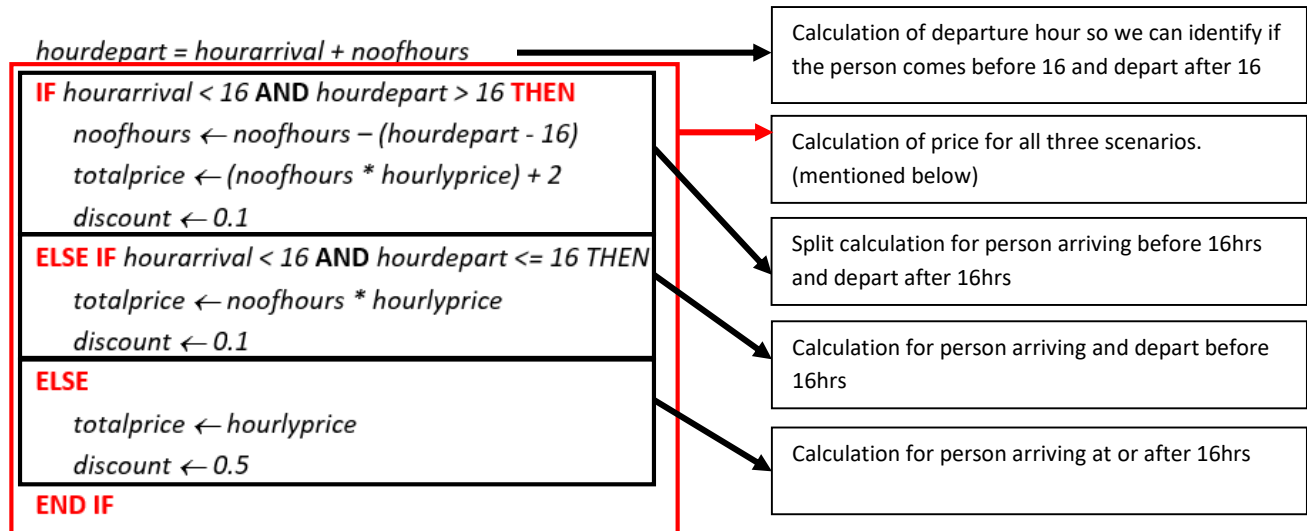 hourdepart = hourarrival + noofhours
IF hourarrival < 16 AND hourdepart > 16 THEN
noofhours ← noofhours – (hourdepart - 16)
totalprice ← (noofhours * hourlyprice) + 2
discount ← 0.1
ELSE IF hourarrival < 16 AND hourdepart <= 16 THEN
totalprice ← noofhours * hourlyprice
discount ← 0.1
ELSE
totalprice ← hourlyprice
discount ← 0.5
END IF
Calculation of departure hour so we can identify if
the person comes before 16 and depart after 16
Calculation of price for all three scenarios.
(mentioned below)
Split calculation for person arriving before 16hrs
and depart after 16hrs
Calculation for person arriving and depart before
16hrs
Calculation for person arriving at or after 16hrs